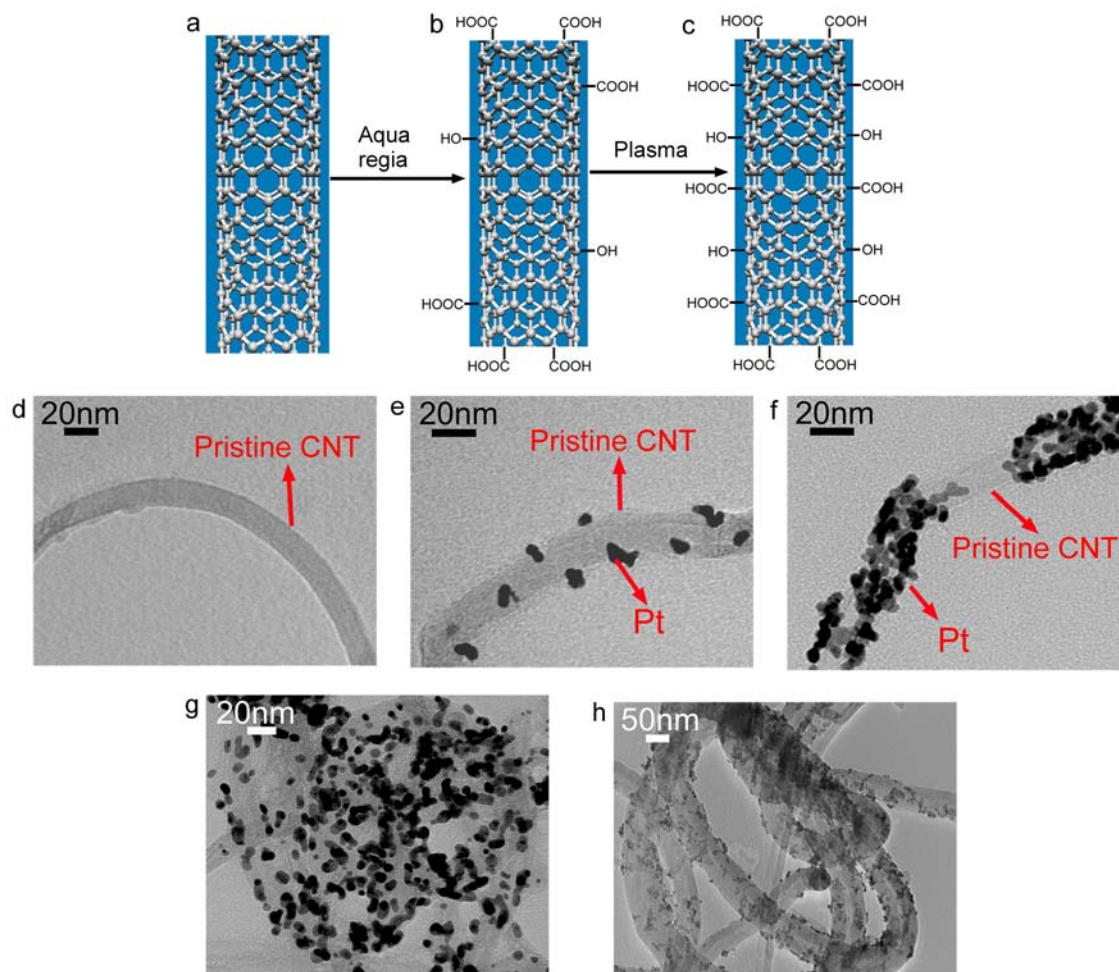 a
b
c
HOOC COOH
COOH
HO
OH
HOOC
HOOC COOH
Aqua
regia
Plasma
HOOC COOH
HOOC COOH
HO OH
HOOC COOH
HO OH
HOOC COOH
HOOC COOH
d
20nm
Pristine CNT
e
20nm
Pristine CNT
Pt
f
20nm
Pristine CNT
Pt
g
20nm
h
50nm